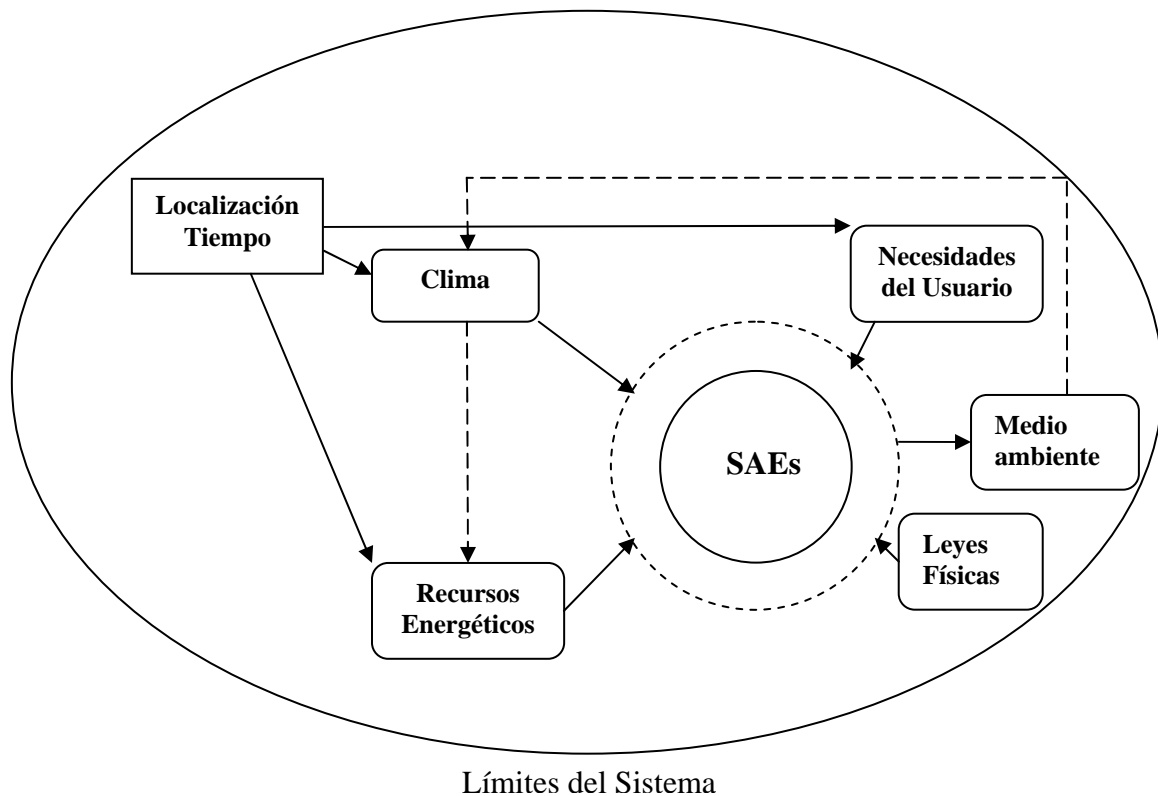 Localización
Tiempo
Clima
Necesidades
del Usuario
SAEs
Medio
ambiente
Leyes
Físicas
Recursos
Energéticos
Límites del Sistema